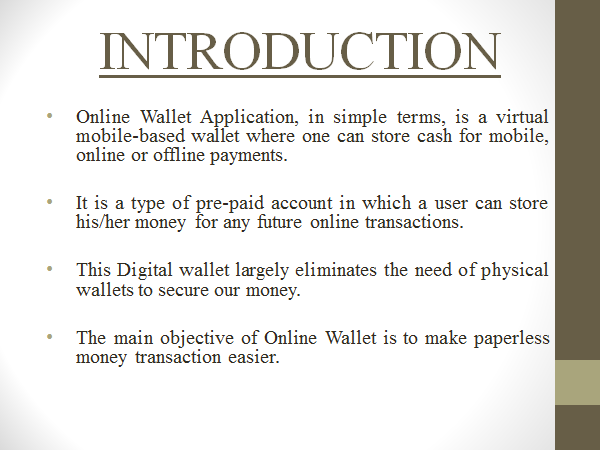 INTRODUCTION
• Online Wallet Application, in simple terms, is a virtual
mobile-based wallet where one can store cash for mobile,
online or offline payments.
• It is a type of pre-paid account in which a user can store
his/her money for any future online transactions.
• This Digital wallet largely eliminates the need of physical
wallets to secure our money.
• The main objective of Online Wallet is to make paperless
money transaction easier.